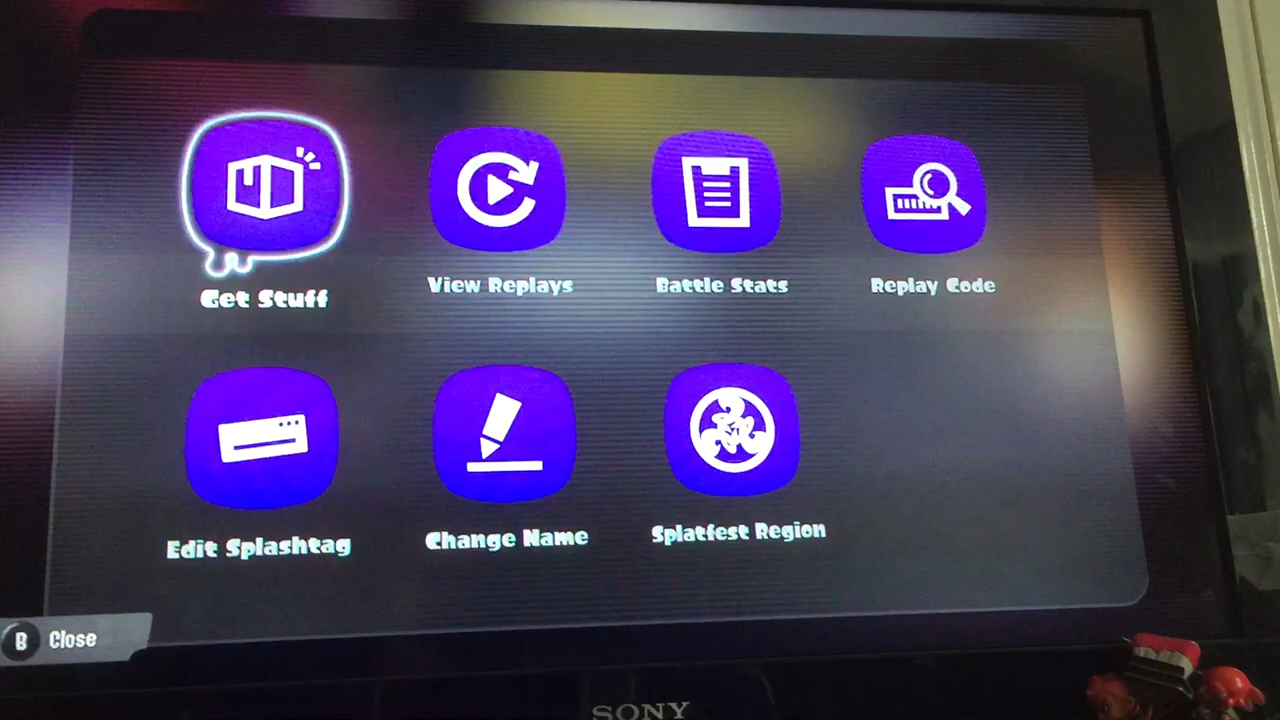 Get Stuff
View Replays
Battle Stats
Replay Code
Edit Splashtag
Change Name
Splatfest Region
B Close
SONY